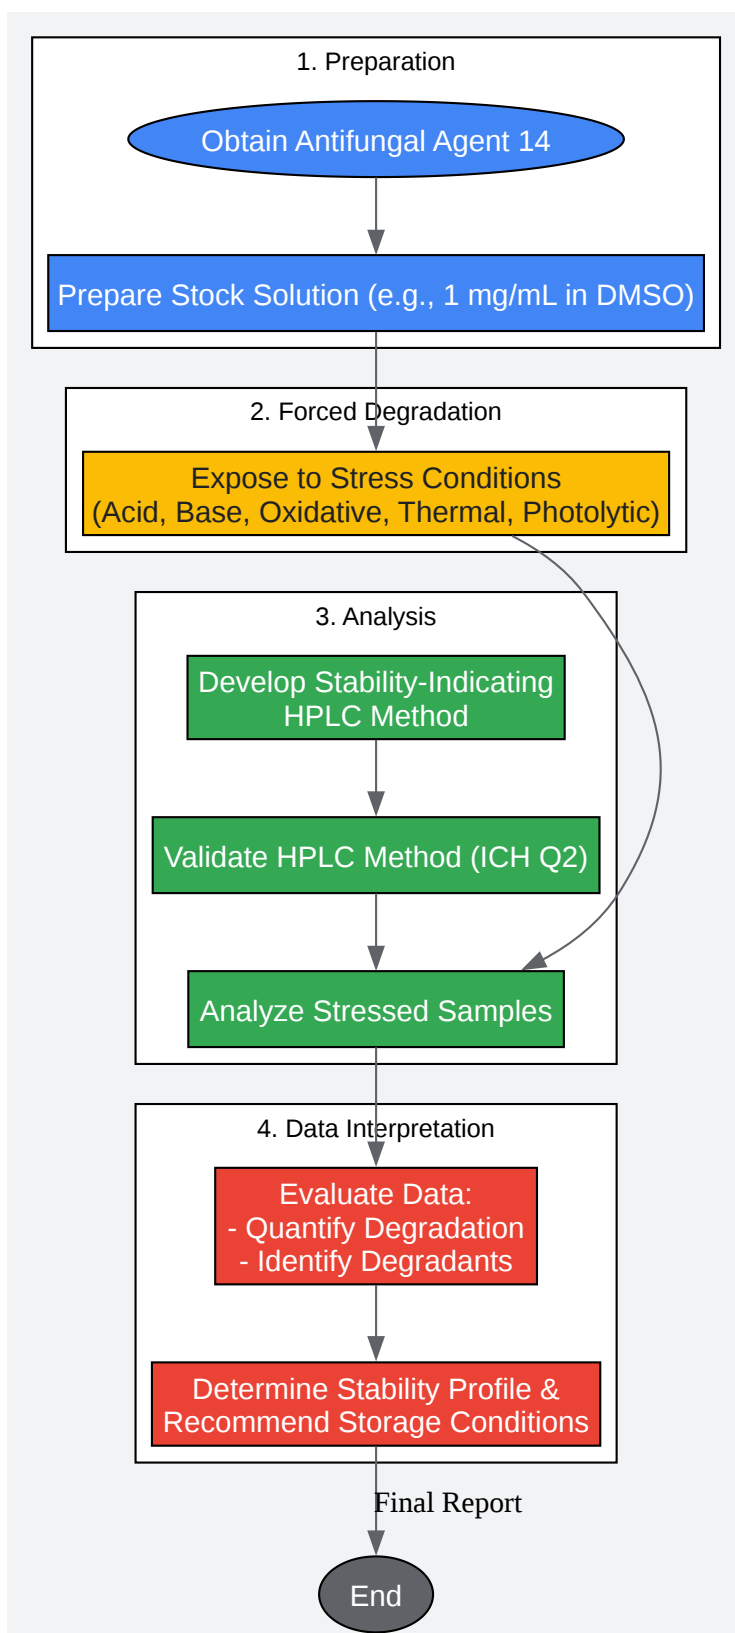 1. Preparation
Obtain Antifungal Agent 14
Prepare Stock Solution (e.g., 1 mg/mL in DMSO)
2. Forced Degradation
Expose to Stress Conditions
(Acid, Base, Oxidative, Thermal, Photolytic)
3. Analysis
Develop Stability-Indicating
HPLC Method
Validate HPLC Method (ICH Q2)
Analyze Stressed Samples
4. Data Interpretation
Evaluate Data:
- Quantify Degradation
- Identify Degradants
Determine Stability Profile &
Recommend Storage Conditions
Final Report
End